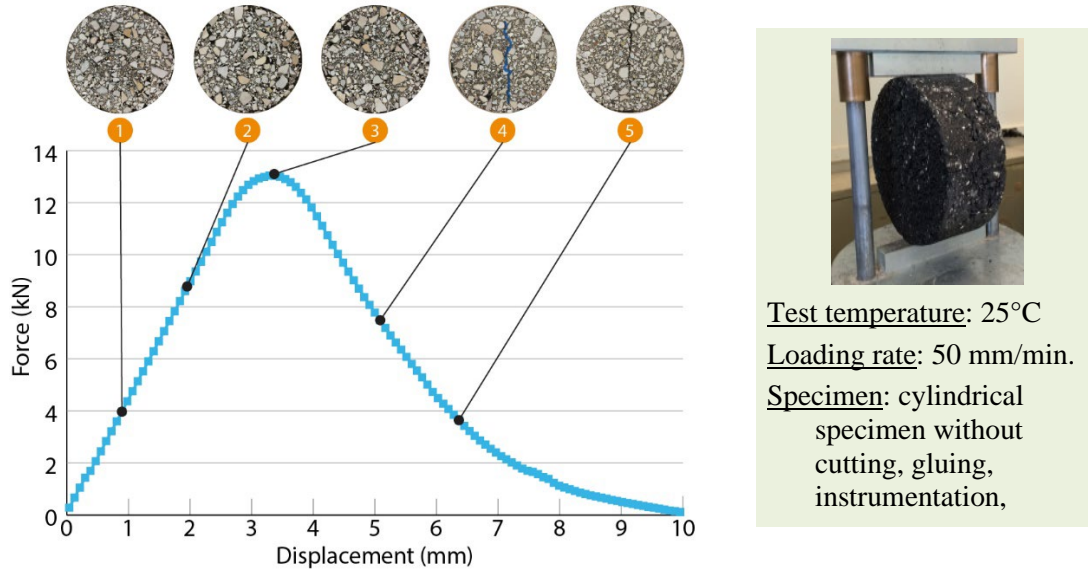 1 2 3 4 5
14
12
10
8
6
4
2
0
Force (kN)
0 1 2 3 4 5 6 7 8 9 10
Displacement (mm)
Test temperature: 25°C
Loading rate: 50 mm/min.
Specimen: cylindrical
specimen without
cutting, gluing,
instrumentation,